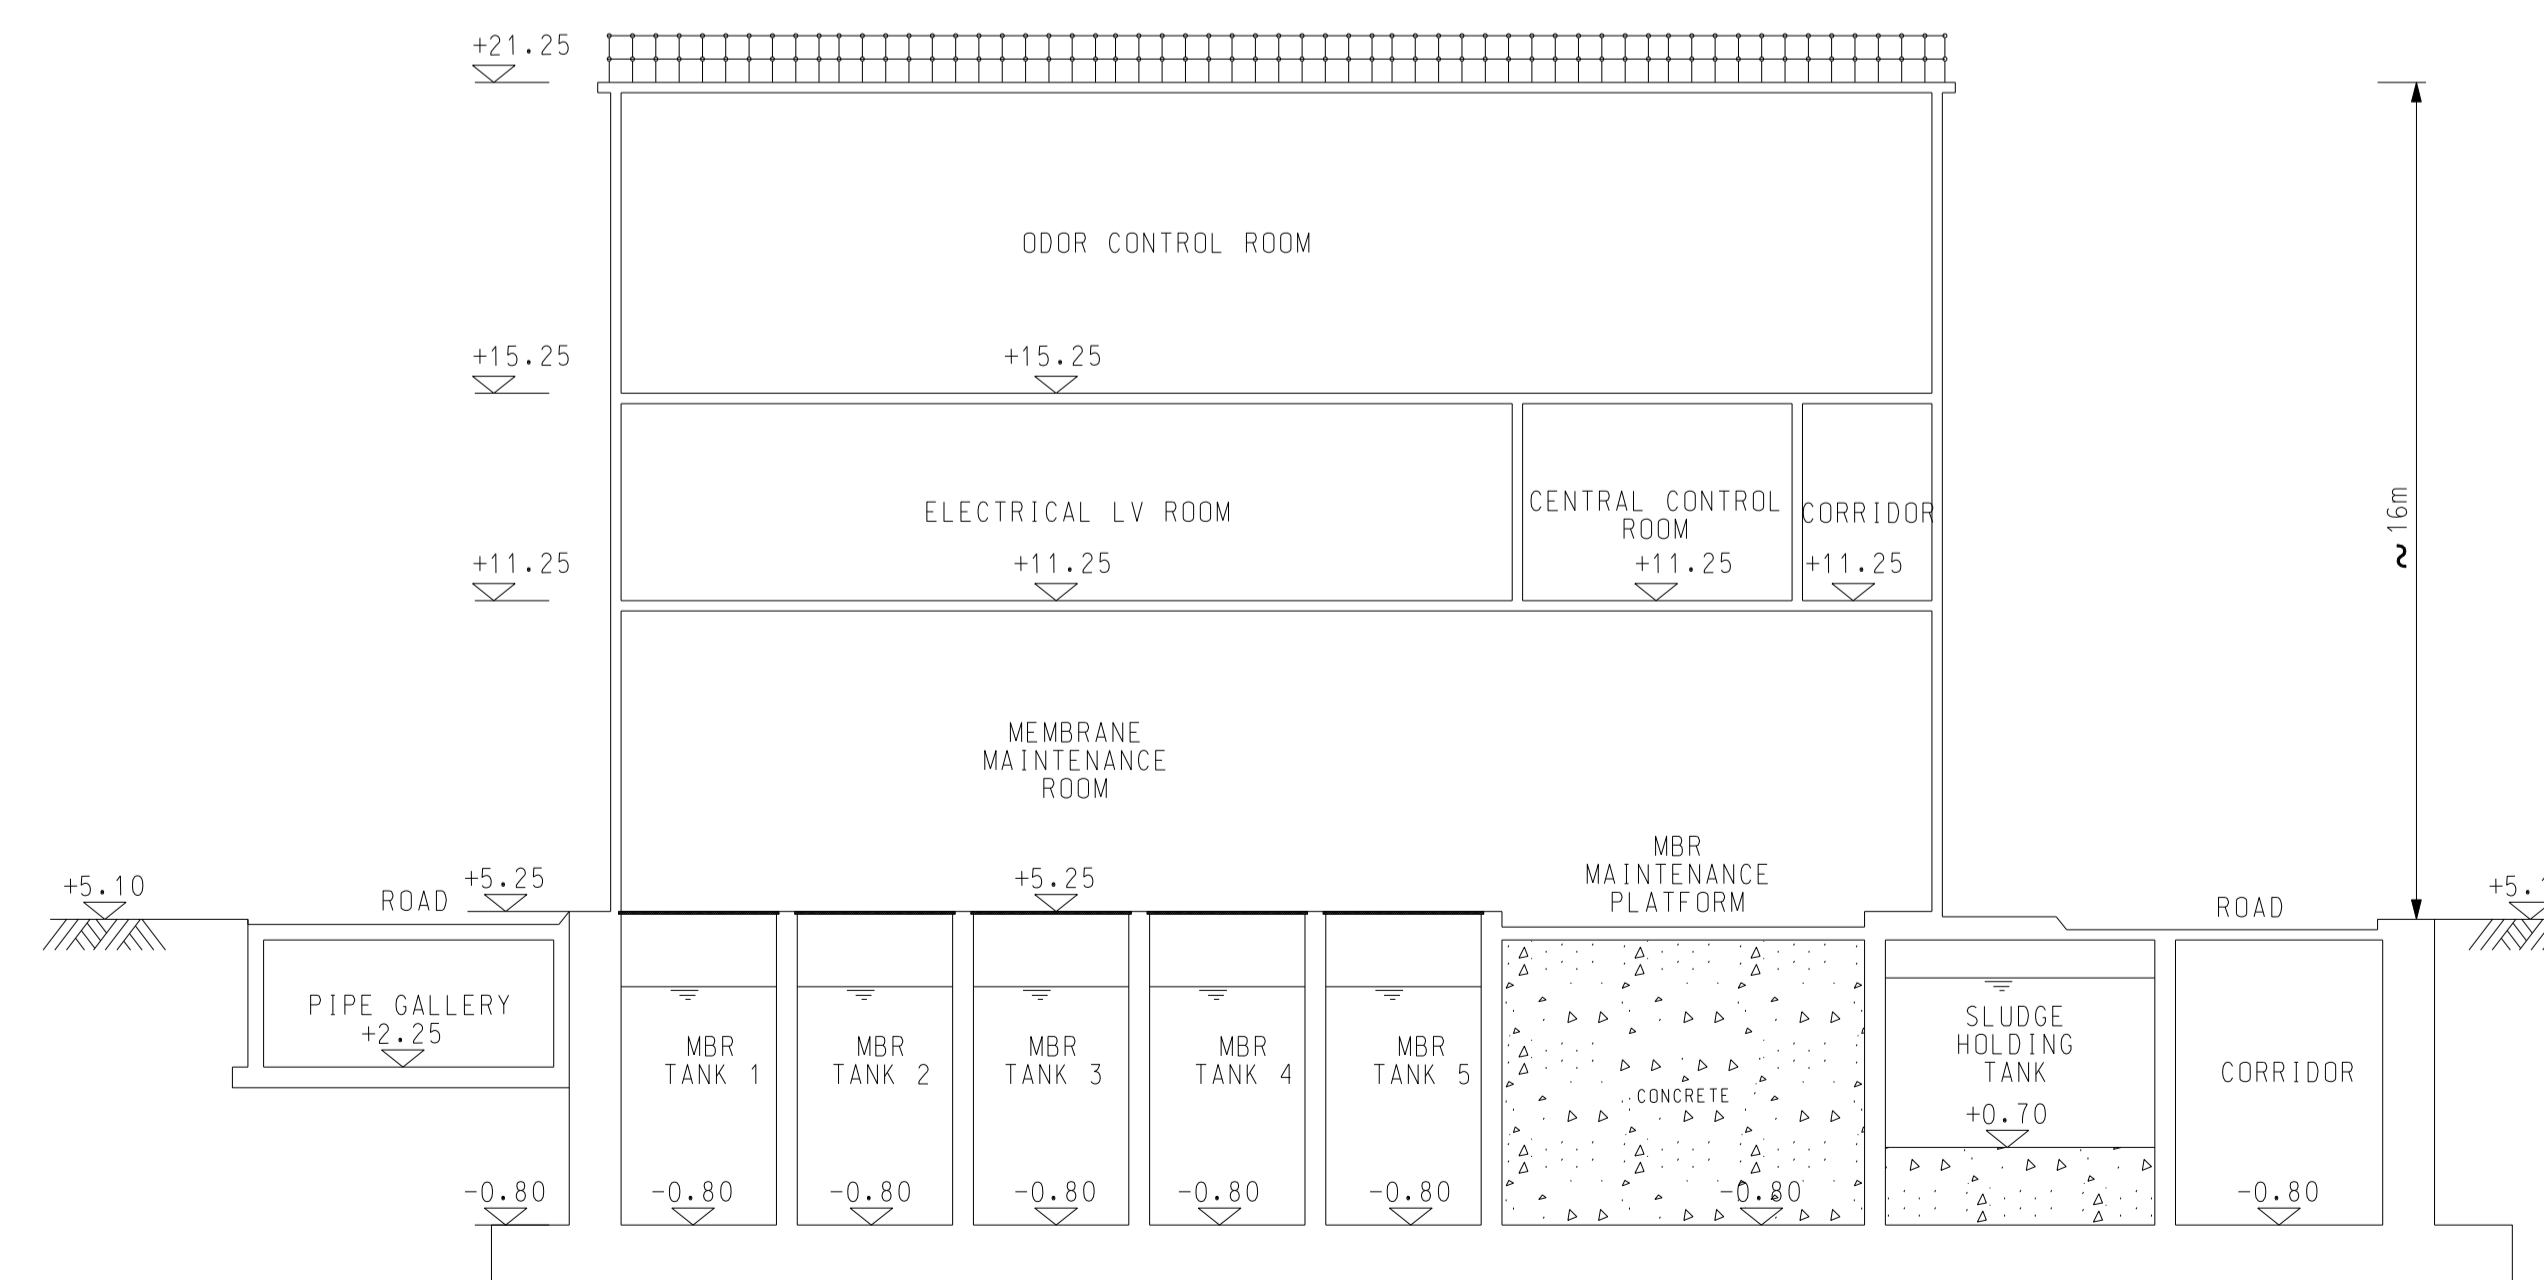 +21.25
ODOR CONTROL ROOM
+15.25
+15.25
ELECTRICAL LV ROOM
CENTRAL CONTROL
ROOM
CORRIDOR
~16m
+11.25
+11.25
+11.25
+11.25
MEMBRANE
MAINTENANCE
ROOM
MBR
MAINTENANCE
PLATFORM
+5.10
ROAD
+5.25
+5.25
ROAD
PIPE GALLERY
+2.25
MBR
TANK 1
MBR
TANK 2
MBR
TANK 3
MBR
TANK 4
MBR
TANK 5
CONCRETE
SLUDGE
HOLDING
TANK
+0.70
CORRIDOR
-0.80
-0.80
-0.80
-0.80
-0.80
-0.80
-0.80
-0.80